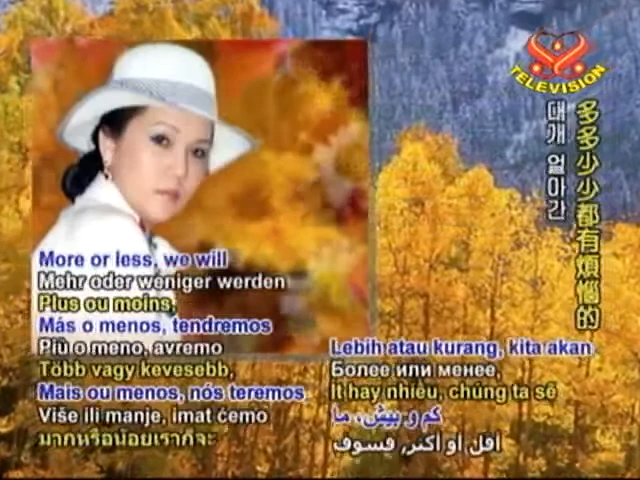 TELEVISION
多多少少都有煩惱的
대개 얼마간
More or less, we will
Mehr oder weniger werden
Plus ou moins,
Más o menos, tendremos
Più o meno, avremo
Több vagy kevesebb,
Mais ou menos, nós teremos
Više ili manje, imat ćemo
มากหรือน้อยเราก็จะ
Lebih atau kurang, kita akan
Более или менее,
Ít hay nhiều, chúng ta sẽ
کم و بیش، ما
أقل أو أكثر, فسوف